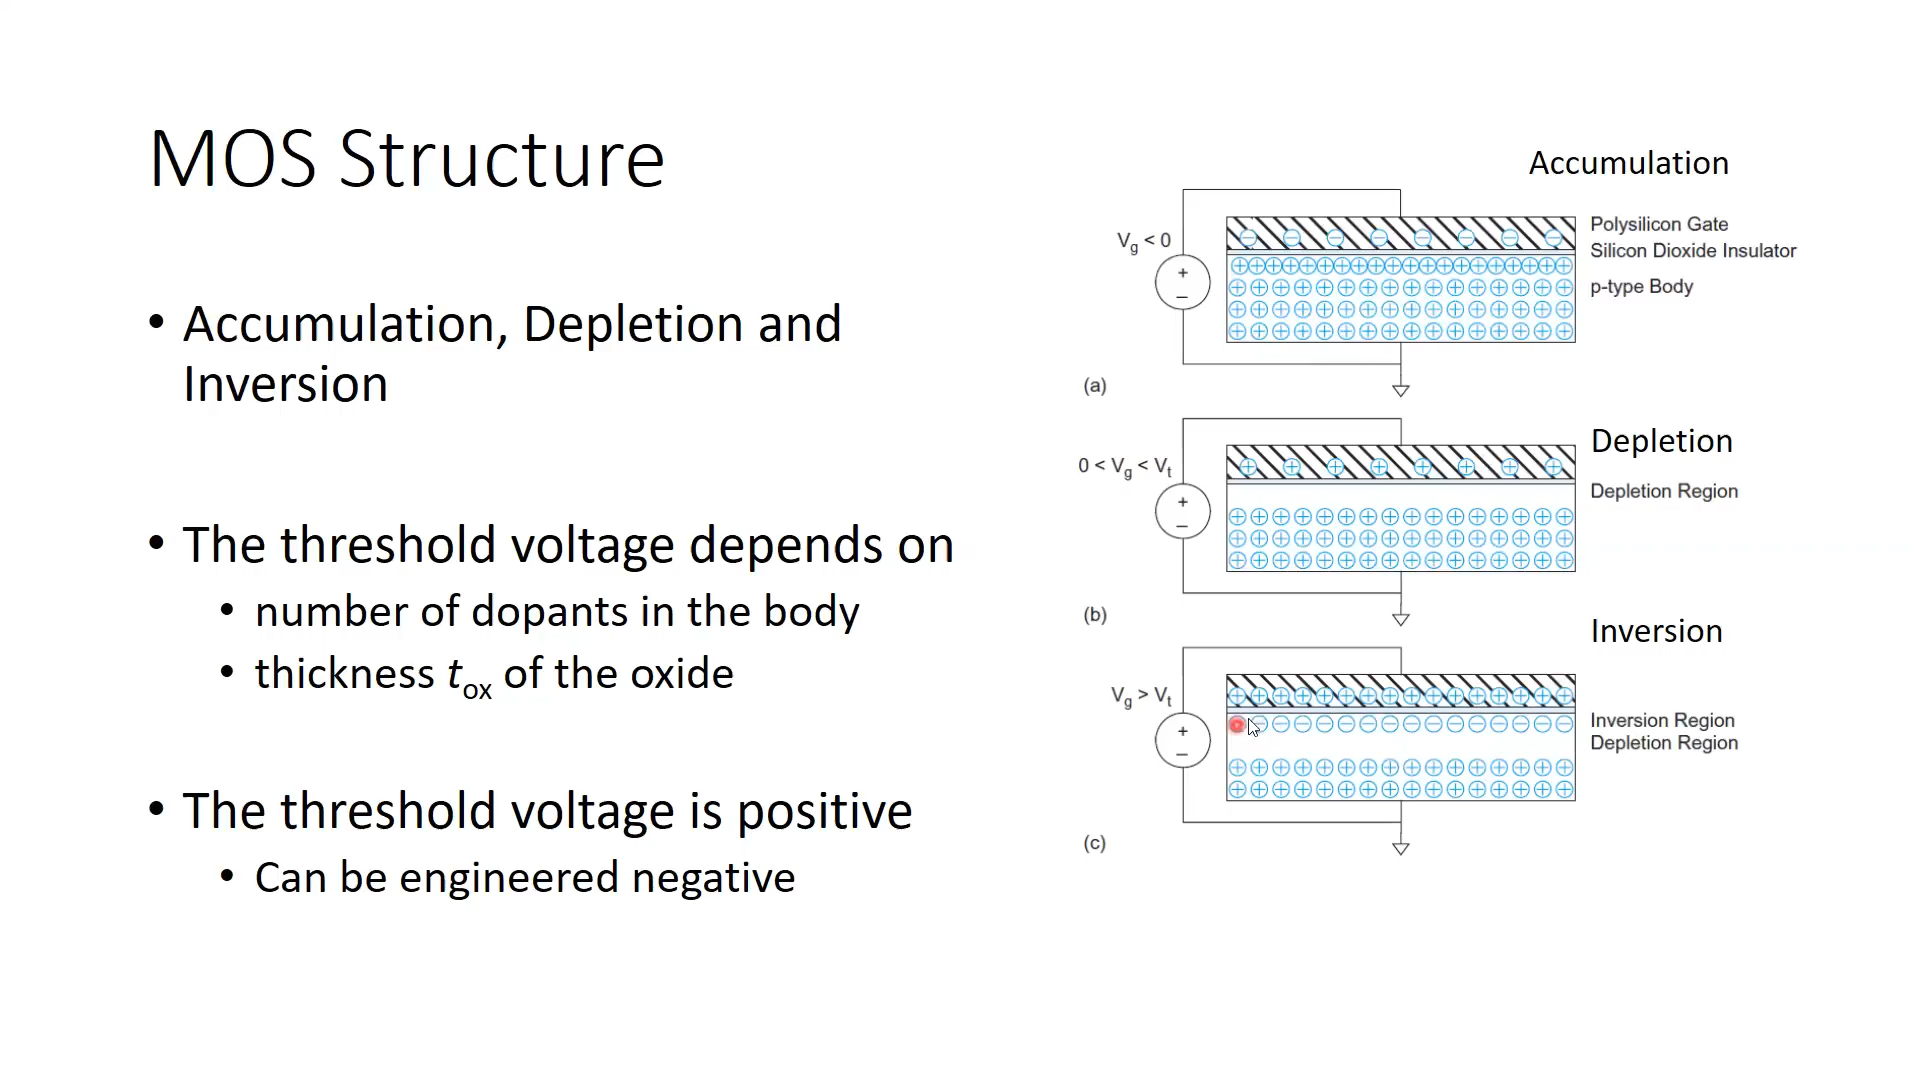 MOS Structure
• Accumulation, Depletion and
Inversion
• The threshold voltage depends on
• number of dopants in the body
• thickness tox of the oxide
• The threshold voltage is positive
• Can be engineered negative
Accumulation
Vg < 0
+
−
Polysilicon Gate
Silicon Dioxide Insulator
p-type Body
(a)
Depletion
0 < Vg < Vt
+
−
Depletion Region
(b)
Inversion
Vg > Vt
+
−
Inversion Region
Depletion Region
(c)